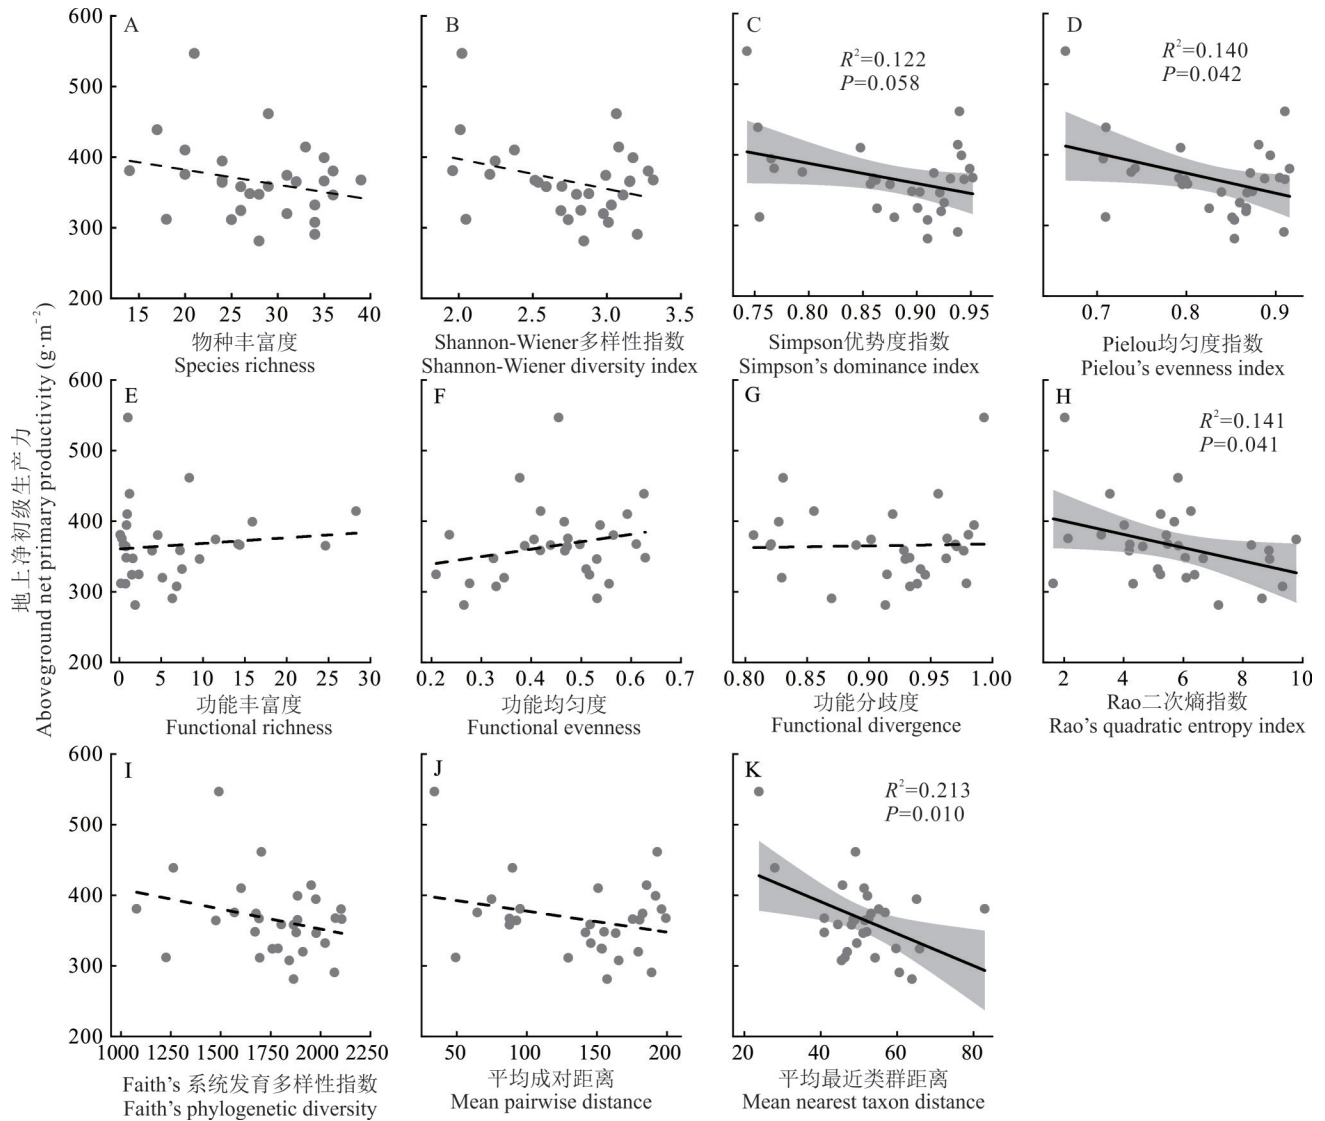 地上净初级生产力
Aboveground net primary productivity (g·m⁻²)
A
600
500
400
300
200
15 20 25 30 35 40
物种丰富度
Species richness
B
2.0 2.5 3.0 3.5
Shannon-Wiener多样性指数
Shannon-Wiener diversity index
C
R²=0.122
P=0.058
0.75 0.80 0.85 0.90 0.95
Simpson优势度指数
Simpson's dominance index
D
R²=0.140
P=0.042
0.7 0.8 0.9
Pielou均匀度指数
Pielou's evenness index
E
600
500
400
300
200
0 5 10 15 20 25 30
功能丰富度
Functional richness
F
0.2 0.3 0.4 0.5 0.6 0.7
功能均匀度
Functional evenness
G
0.80 0.85 0.90 0.95 1.00
功能分歧度
Functional divergence
H
R²=0.141
P=0.041
2 4 6 8 10
Rao二次熵指数
Rao's quadratic entropy index
I
600
500
400
300
200
1000 1250 1500 1750 2000 2250
Faith's 系统发育多样性指数
Faith's phylogenetic diversity
J
50 100 150 200
平均成对距离
Mean pairwise distance
K
R²=0.213
P=0.010
20 40 60 80
平均最近类群距离
Mean nearest taxon distance